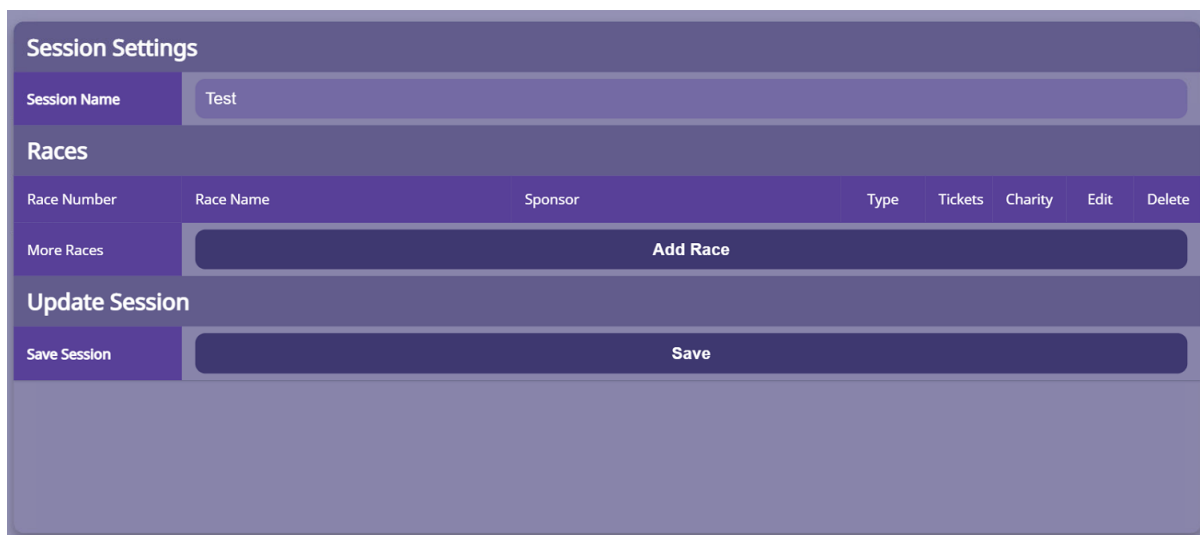 Session Settings
Session Name Test
Races
Race Number Race Name Sponsor Type Tickets Charity Edit Delete
More Races Add Race
Update Session
Save Session Save